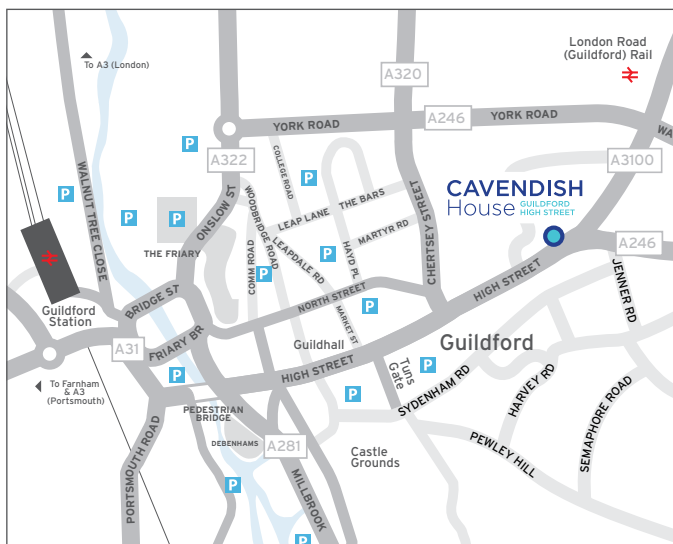 To A3 (London)
A320
London Road
(Guildford) Rail
A246
YORK ROAD
YORK ROAD
WA
P
A322
A3100
COLLEGE ROAD
P
P
WALNUT TREE CLOSE
P
P
P
ONSLOW ST
WOODBRIDGE ROAD
LEAP LANE
THE BARS
MARTYR RD
CHERTSEY STREET
CAVENDISH
House
GUILDFORD
HIGH STREET
A246
THE FRIARY
COMM ROAD
LEAPDALE RD
HAYD PL
P
P
HIGH STREET
JENNER RD
Guildford
Station
BRIDGE ST
NORTH STREET
P
MARKET ST
A31
FRIARY BR
Guildhall
Guildford
HIGH STREET
Tuns
Gate
P
To Farnham
& A3
(Portsmouth)
P
P
SYDENHAM RD
HARVEY RD
SEMAPHORE ROAD
PEDESTRIAN
BRIDGE
DEBENHAMS
A281
Castle
Grounds
PEWLEY HILL
PORTSMOUTH ROAD
P
MILLBROOK
P